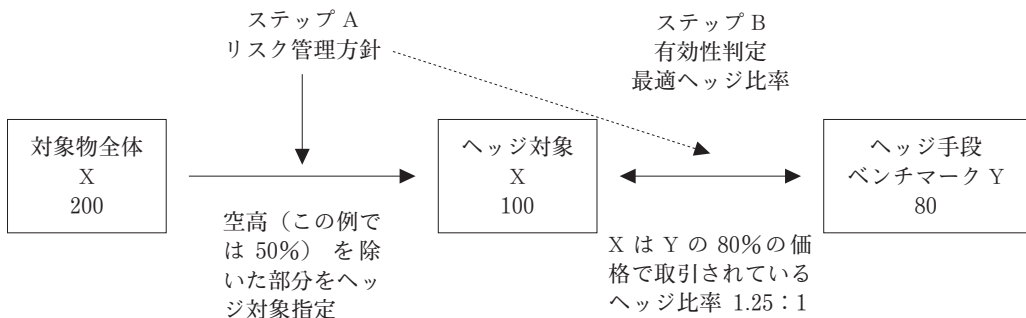 ステップ A
リスク管理方針
ステップ B
有効性判定
最適ヘッジ比率
対象物全体
X
200
ヘッジ対象
X
100
ヘッジ手段
ベンチマーク Y
80
空高（この例で
は 50%） を除
いた部分をヘッ
ジ対象指定
X は Y の 80%の価
格で取引されている
ヘッジ比率 1.25：1